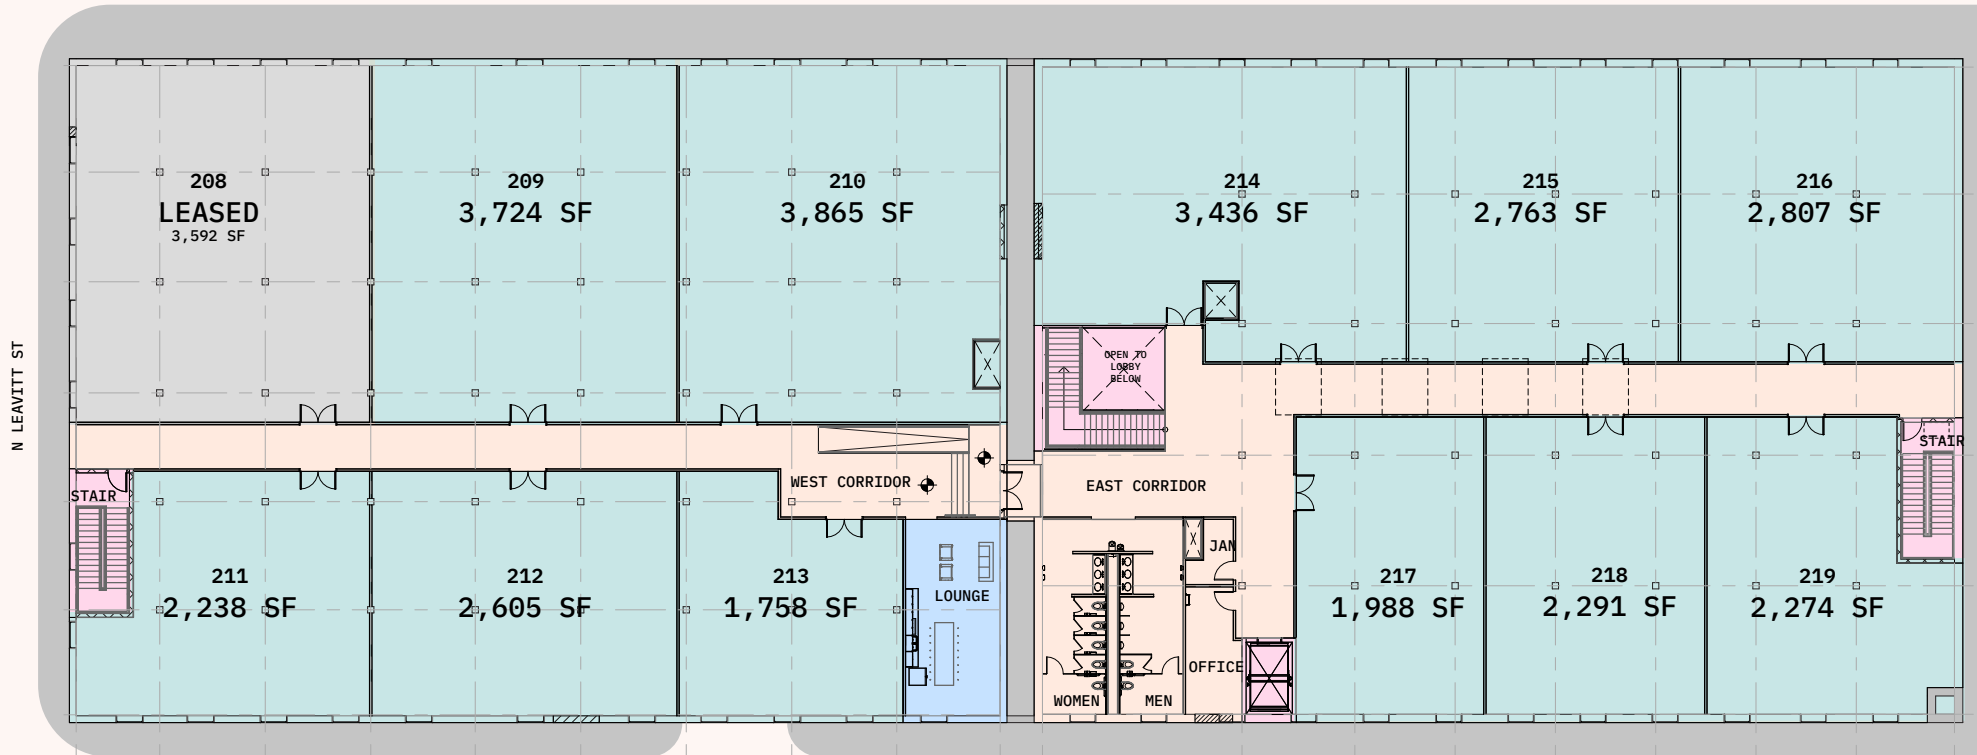 N LEAVITT ST
208
LEASED
3,592 SF
209
3,724 SF
210
3,865 SF
214
3,436 SF
215
2,763 SF
216
2,807 SF
OPEN TO
LOBBY
BELOW
STAIR
WEST CORRIDOR
EAST CORRIDOR
STAIR
211
2,238 SF
212
2,605 SF
213
1,758 SF
LOUNGE
JAN
217
1,988 SF
218
2,291 SF
219
2,274 SF
OFFICE
WOMEN
MEN